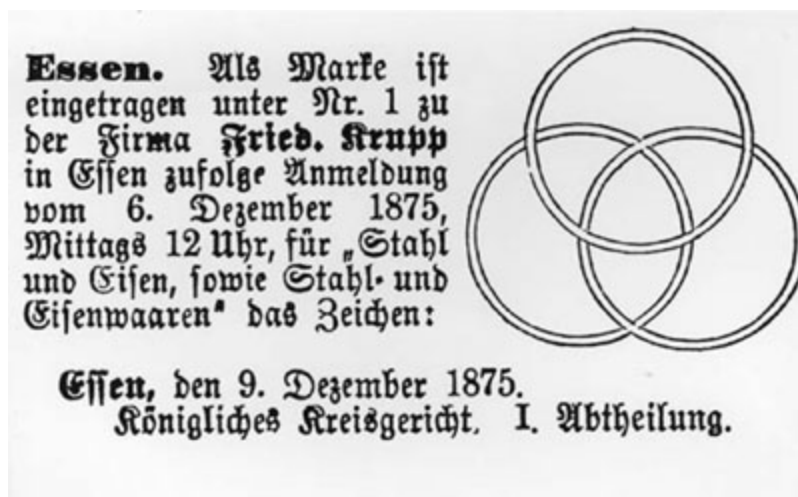 Essen. Als Marke ist
eingetragen unter Nr. 1 zu
der Firma Fried. Krupp
in Essen zufolge Anmeldung
vom 6. Dezember 1875,
Mittags 12 Uhr, für „Stahl
und Eisen, sowie Stahl- und
Eisenwaaren“ das Zeichen:
Essen, den 9. Dezember 1875.
Königliches Kreisgericht. I. Abtheilung.